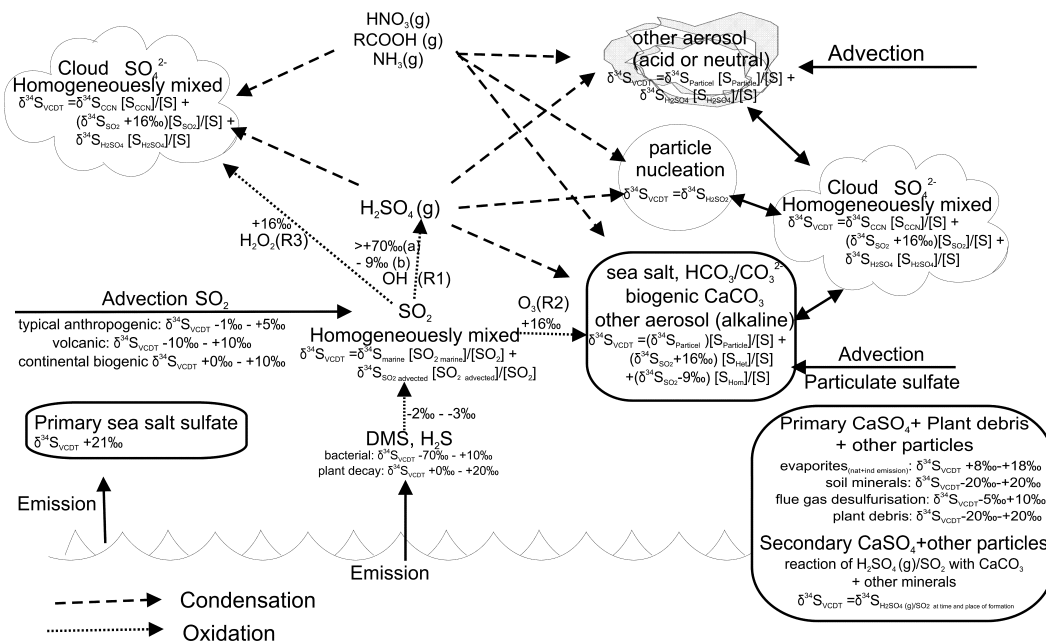 HNO₃(g)
RCOOH (g)
NH₃(g)
Cloud SO₄²⁻
Homogeneously mixed
δ³⁴S_VCDT =δ³⁴S_CCN [S_CCN]/[S] +
(δ³⁴S_SO₂ +16‰)[S_SO₂]/[S] +
δ³⁴S_H₂SO₄ [S_H₂SO₄]/[S]
other aerosol
(acid or neutral)
δ³⁴S_VCDT =δ³⁴S_Particel [S_Particle]/[S] +
δ³⁴S_H2SO4 [S_H2SO4]/[S]
Advection
particle
nucleation
δ³⁴S_VCDT =δ³⁴S_H₂SO₂
Cloud SO₄²⁻
Homogeneously mixed
δ³⁴S_VCDT =δ³⁴S_CCN [S_CCN]/[S] +
(δ³⁴S_SO₂ +16‰)[S_SO₂]/[S] +
δ³⁴S_H₂SO₄ [S_H₂SO₄]/[S]
H₂SO₄(g)
+16‰
H₂O₂(R3)
>+70‰(a)
- 9‰ (b)
OH (R1)
SO₂
Homogeneously mixed
δ³⁴S_VCDT =δ³⁴S_marine [SO₂ marine]/[SO₂] +
δ³⁴S_SO₂ advected [SO₂ advected]/[SO₂]
O₃(R2)
+16‰
sea salt, HCO₃/CO₃²⁻
biogenic CaCO₃
other aerosol (alkaline)
δ³⁴S_VCDT =(δ³⁴S_Particel )[S_Particle]/[S] +
(δ³⁴S_SO₂+16‰) [S_Het]/[S]
+(δ³⁴S_SO₂-9‰) [S_Hom]/[S]
Advection SO₂
typical anthropogenic: δ³⁴S_VCDT -1‰ - +5‰
volcanic: δ³⁴S_VCDT -10‰ - +10‰
continental biogenic δ³⁴S_VCDT +0‰ - +10‰
Advection
Particulate sulfate
Primary sea salt sulfate
δ³⁴S_VCDT +21‰
-2‰ - -3‰
DMS, H₂S
bacterial: δ³⁴S_VCDT -70‰ - +10‰
plant decay: δ³⁴S_VCDT +0‰ - +20‰
Primary CaSO₄+ Plant debris
+ other particles
evaporites(nat+ind emission): δ³⁴S_VCDT +8‰-+18‰
soil minerals: δ³⁴S_VCDT-20‰-+20‰
flue gas desulfurisation: δ³⁴S_VCDT-5‰+10‰
plant debris: δ³⁴S_VCDT-20‰-+20‰
Secondary CaSO₄+other particles
reaction of H₂SO₄(g)/SO₂ with CaCO₃
+ other minerals
δ³⁴S_VCDT =δ³⁴S_H₂SO₄(g)/SO₂ at time and place of formation
Emission
Emission
Condensation
Oxidation